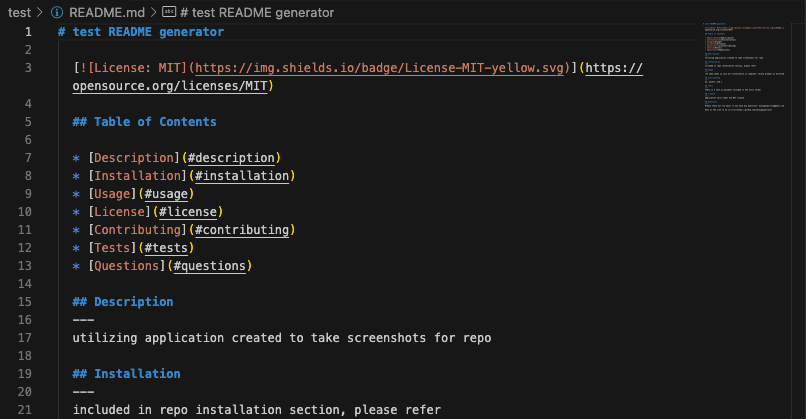 test > README.md > # test README generator
1 # test README generator
2
3 [![License: MIT](https://img.shields.io/badge/License-MIT-yellow.svg)](https://
opensource.org/licenses/MIT)
4
5 ## Table of Contents
6
7 * [Description](#description)
8 * [Installation](#installation)
9 * [Usage](#usage)
10 * [License](#license)
11 * [Contributing](#contributing)
12 * [Tests](#tests)
13 * [Questions](#questions)
14
15 ## Description
16 ---
17 utilizing application created to take screenshots for repo
18
19 ## Installation
20 ---
21 included in repo installation section, please refer